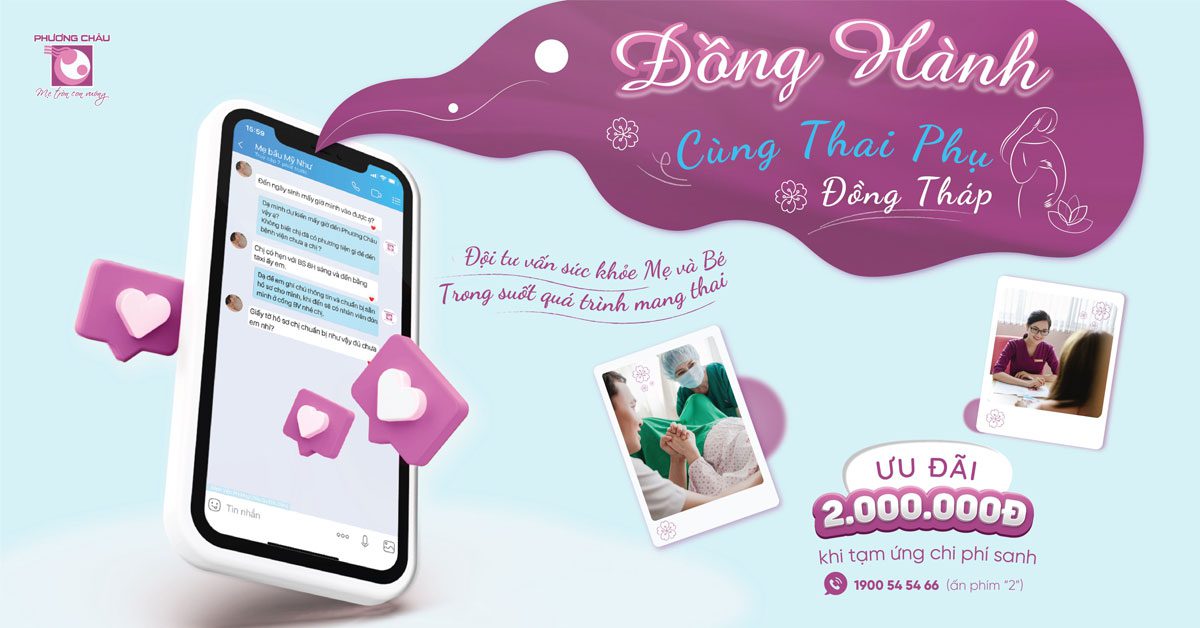 PHƯƠNG CHÂU
Mẹ tròn con vuông
Đồng Hành
Cùng Thai Phụ
Đồng Tháp
15:59
Mẹ bầu Mỹ Như
Truy cập 7 phút trước
Đến ngày sinh mấy giờ mình vào được ạ?
Dạ mình dự kiến mấy giờ đến Phương Châu
vậy ạ?
Không biết chị đã có phương tiện gì để đến
bệnh viện chưa ạ chị?
Chị có hẹn với BS 8H sáng và đến bằng
taxi ấy em.
Dạ để em ghi chú thông tin và chuẩn bị sẵn
hồ sơ cho mình, khi đến sẽ có nhân viên đón
mình ở cổng BV nhé chị.
Giấy tờ hồ sơ chị chuẩn bị như vậy đủ chưa
em nhỉ?
Tin nhắn
Đội tư vấn sức khỏe Mẹ và Bé
Trong suốt quá trình mang thai
ƯU ĐÃI
2.000.000Đ
khi tạm ứng chi phí sanh
1900 54 54 66 (ấn phím "2")